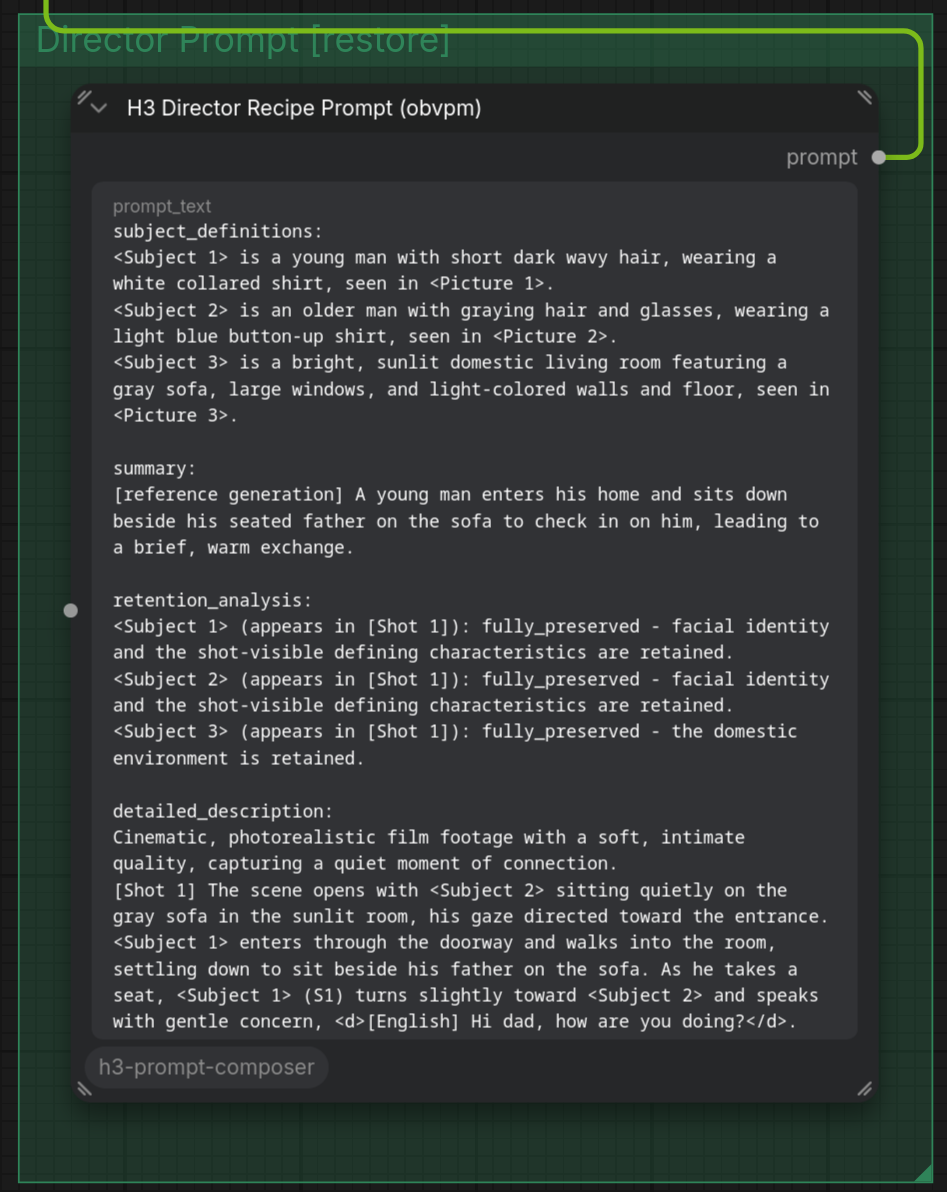 Director Prompt [restore]
H3 Director Recipe Prompt (obvpm)
prompt
prompt_text
subject_definitions:
<Subject 1> is a young man with short dark wavy hair, wearing a
white collared shirt, seen in <Picture 1>.
<Subject 2> is an older man with graying hair and glasses, wearing a
light blue button-up shirt, seen in <Picture 2>.
<Subject 3> is a bright, sunlit domestic living room featuring a
gray sofa, large windows, and light-colored walls and floor, seen in
<Picture 3>.

summary:
[reference generation] A young man enters his home and sits down
beside his seated father on the sofa to check in on him, leading to
a brief, warm exchange.

retention_analysis:
<Subject 1> (appears in [Shot 1]): fully_preserved - facial identity
and the shot-visible defining characteristics are retained.
<Subject 2> (appears in [Shot 1]): fully_preserved - facial identity
and the shot-visible defining characteristics are retained.
<Subject 3> (appears in [Shot 1]): fully_preserved - the domestic
environment is retained.

detailed_description:
Cinematic, photorealistic film footage with a soft, intimate
quality, capturing a quiet moment of connection.
[Shot 1] The scene opens with <Subject 2> sitting quietly on the
gray sofa in the sunlit room, his gaze directed toward the entrance.
<Subject 1> enters through the doorway and walks into the room,
settling down to sit beside his father on the sofa. As he takes a
seat, <Subject 1> (S1) turns slightly toward <Subject 2> and speaks
with gentle concern, <d>[English] Hi dad, how are you doing?</d>.
h3-prompt-composer